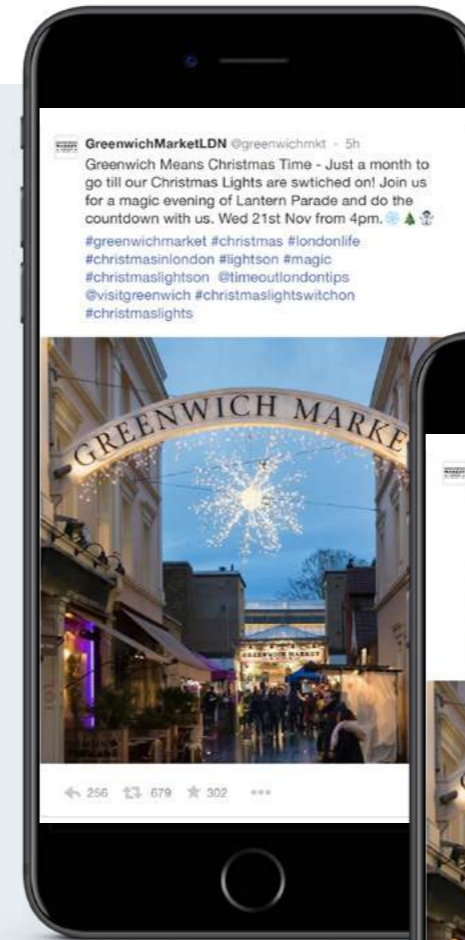 GreenwichMarketLDN @greenwichmkt · 5h
Greenwich Means Christmas Time - Just a month to
go till our Christmas Lights are swtiched on! Join us
for a magic evening of Lantern Parade and do the
countdown with us. Wed 21st Nov from 4pm.❄️🎄⛄
#greenwichmarket #christmas #londonlife
#christmasinlondon #lightson #magic
#christmaslightson @timeoutlondontips
@visitgreenwich #christmaslightswitchon
#christmaslights
GREENWICH MARKE
GREENWICH MARKET
256 679 302